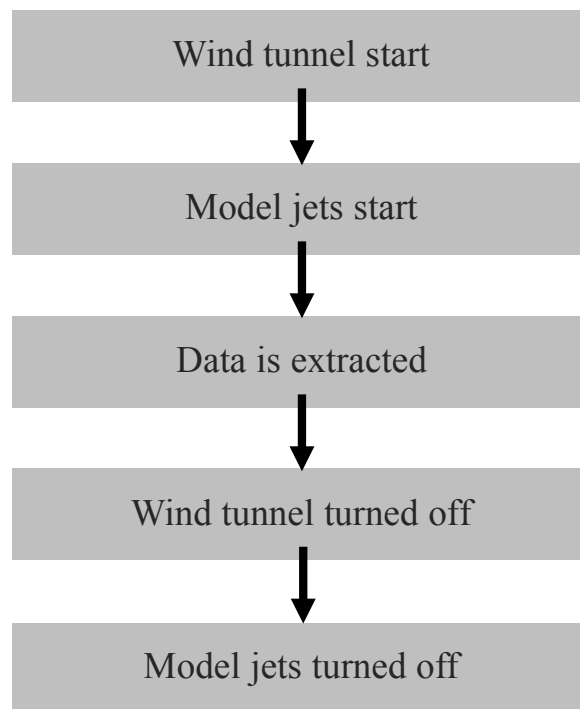 Wind tunnel start
Model jets start
Data is extracted
Wind tunnel turned off
Model jets turned off